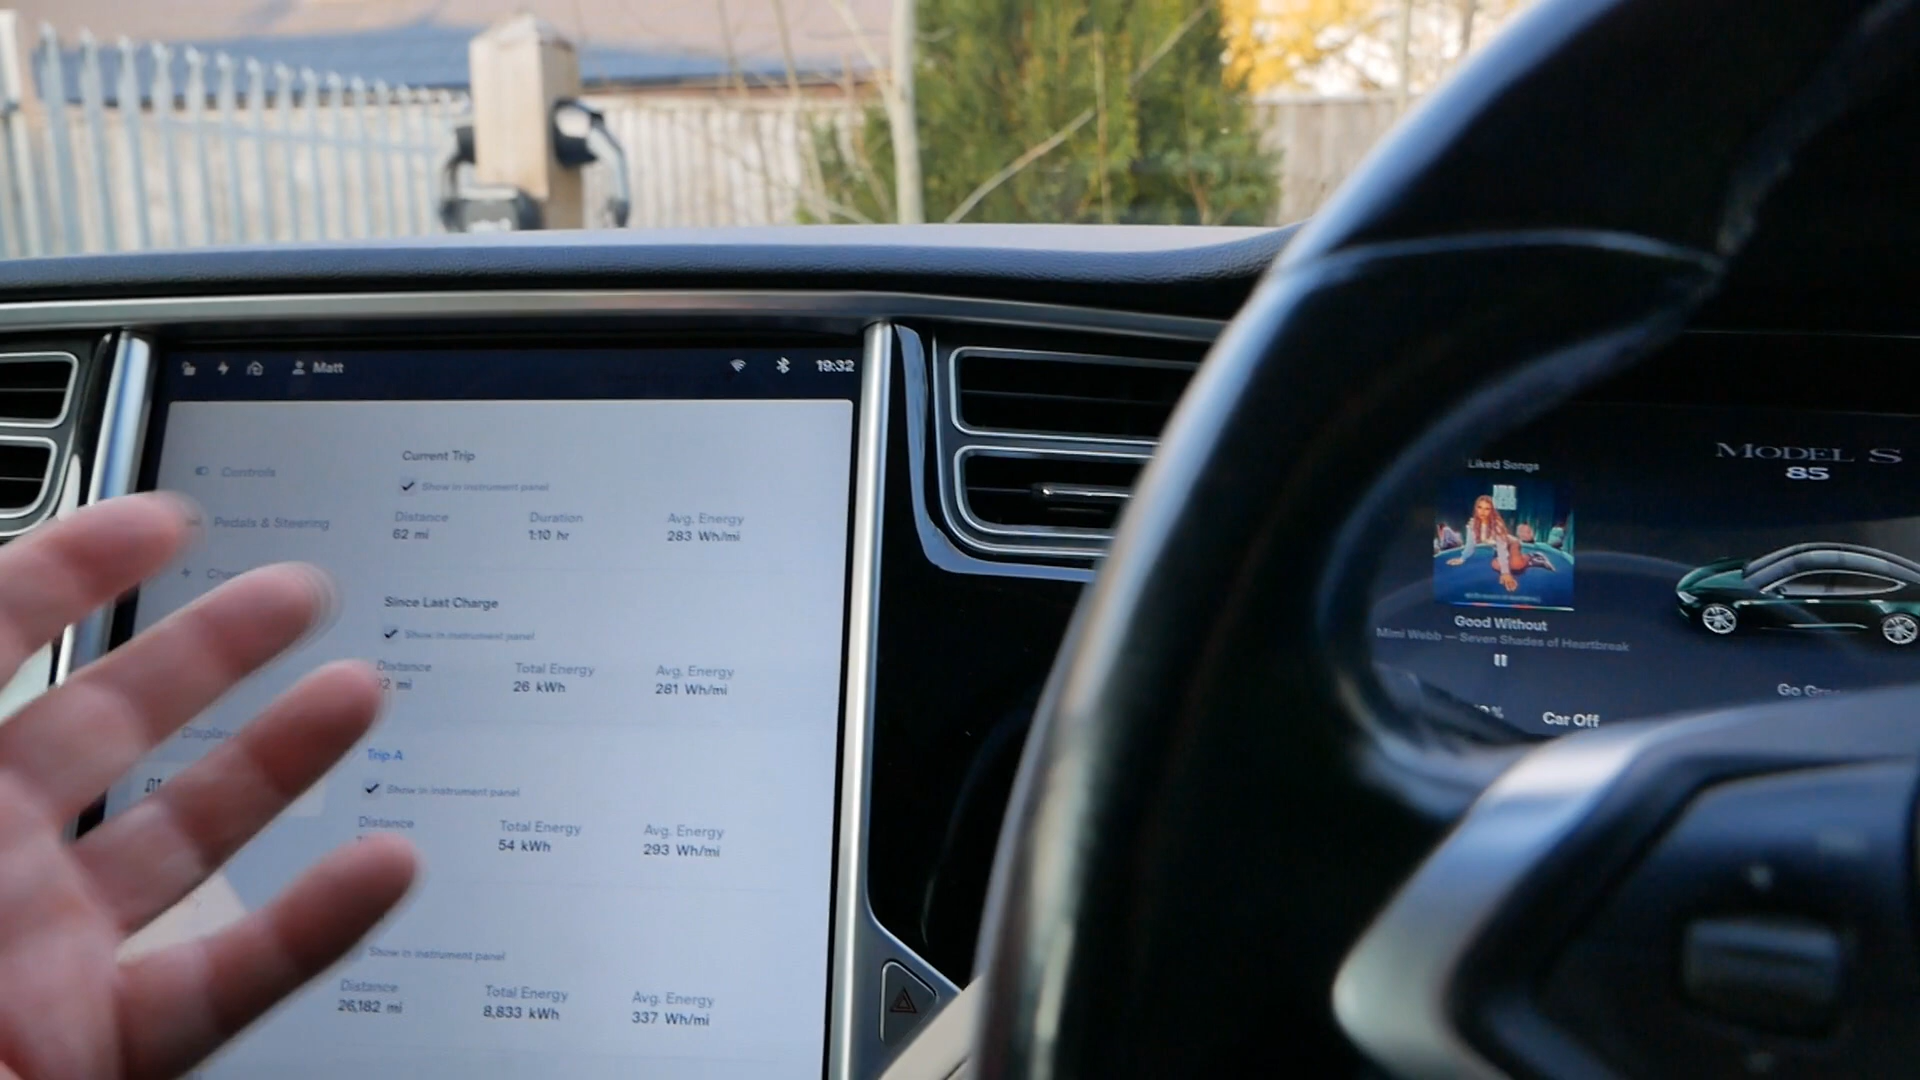 Matt
19:32
Controls
Pedals & Steering
Display
Current Trip
Show in instrument panel
Distance Duration Avg. Energy
62 mi 1:10 hr 283 Wh/mi
Since Last Charge
Show in instrument panel
Distance Total Energy Avg. Energy
2 mi 26 kWh 281 Wh/mi
Trip A
Show in instrument panel
Distance Total Energy Avg. Energy
54 kWh 293 Wh/mi
Show in instrument panel
Distance Total Energy Avg. Energy
26,182 mi 8,833 kWh 337 Wh/mi
Liked Songs
Good Without
Mimi Webb — Seven Shades of Heartbreak
Car Off
MODEL S
85
Go